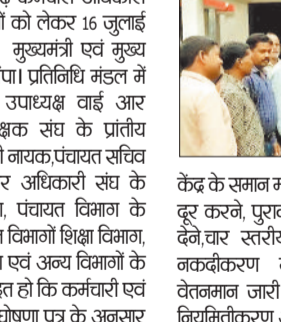 ों को लेकर 16 जुलाई
मुख्यमंत्री एवं मुख्य
पा। प्रतिनिधि मंडल में
उपाध्यक्ष वाई आर
क्षक संघ के प्रांतीय
नायक,पंचायत सचिव
अधिकारी संघ के
पंचायत विभाग के
विभागों शिक्षा विभाग,
एवं अन्य विभागों के
हो कि कर्मचारी एवं
घोषणा पत्र के अनुसार
केंद्र के समान म
दूर करने, पुरान
देने,चार स्तरीय
नकदीकरण
वेतनमान जारी
नियमितीकरण